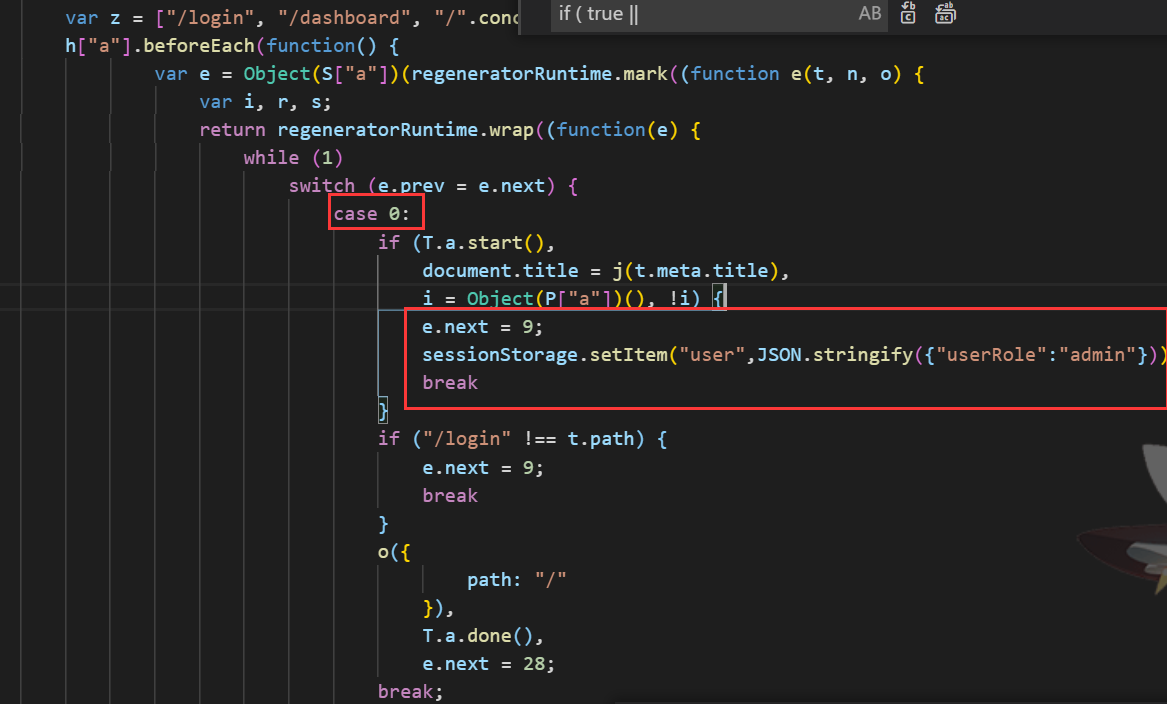 var z = ["/login", "/dashboard", "/".conc
if ( true ||
AB
h["a"].beforeEach(function() {
var e = Object(S["a"])(regeneratorRuntime.mark((function e(t, n, o) {
var i, r, s;
return regeneratorRuntime.wrap((function(e) {
while (1)
switch (e.prev = e.next) {
case 0:
if (T.a.start(),
document.title = j(t.meta.title),
i = Object(P["a"])(), !i) {
e.next = 9;
sessionStorage.setItem("user",JSON.stringify({"userRole":"admin"}))
break
}
if ("/login" !== t.path) {
e.next = 9;
break
}
o({
path: "/"
}),
T.a.done(),
e.next = 28;
break;